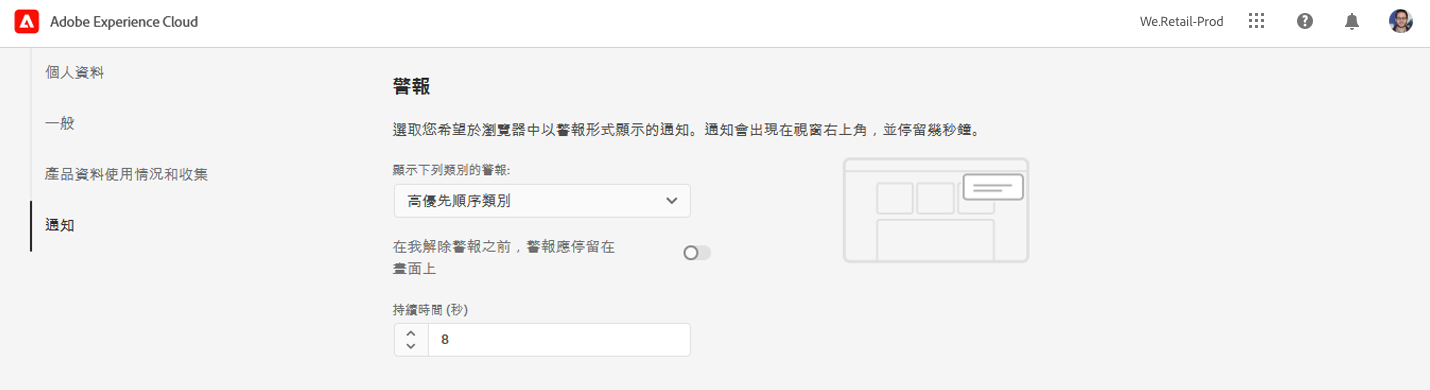 Adobe Experience Cloud
We.Retail-Prod
個人資料
一般
產品資料使用情況和收集
通知
警報
選取您希望於瀏覽器中以警報形式顯示的通知。通知會出現在視窗右上角，並停留幾秒鐘。
顯示下列類別的警報:
高優先順序類別
在我解除警報之前，警報應停留在
畫面上
持續時間 (秒)
8